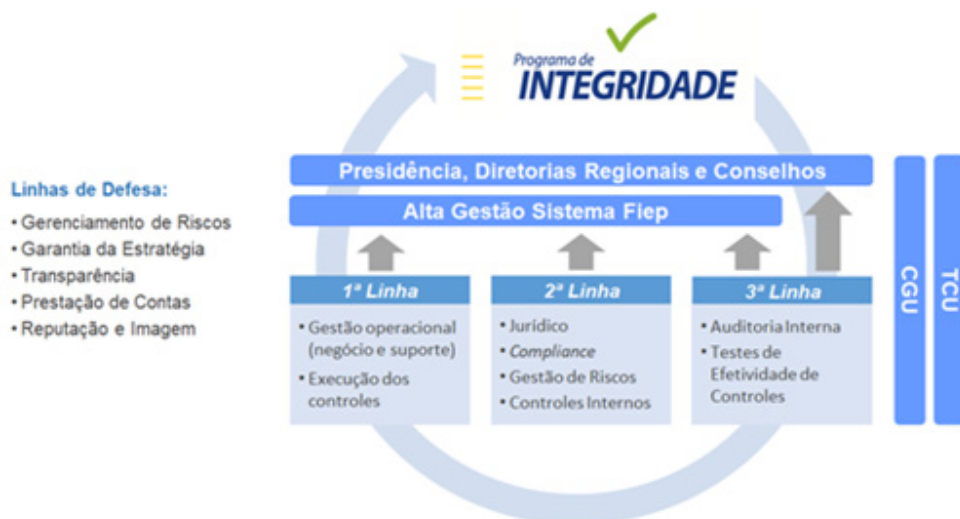 Programa de
INTEGRIDADE
Presidência, Diretorias Regionais e Conselhos
Alta Gestão Sistema Fiep
Linhas de Defesa:
• Gerenciamento de Riscos
• Garantia da Estratégia
• Transparência
• Prestação de Contas
• Reputação e Imagem
1ª Linha
• Gestão operacional
(negócio e suporte)
• Execução dos
controles
2ª Linha
• Jurídico
• Compliance
• Gestão de Riscos
• Controles Internos
3ª Linha
• Auditoria Interna
• Testes de
Efetividade de
Controles
CGU
TCU